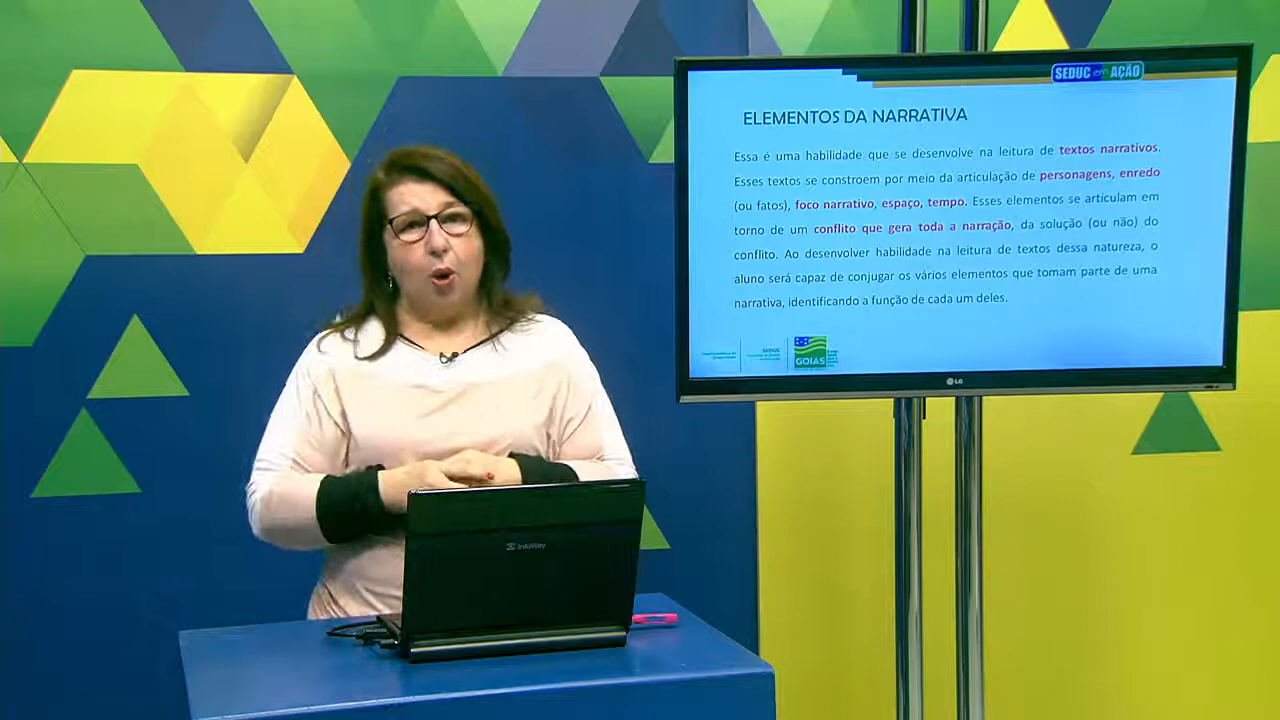 SEDUC em AÇÃO
ELEMENTOS DA NARRATIVA
Essa é uma habilidade que se desenvolve na leitura de textos narrativos.
Esses textos se constroem por meio da articulação de personagens, enredo
(ou fatos), foco narrativo, espaço, tempo. Esses elementos se articulam em
torno de um conflito que gera toda a narração, da solução (ou não) do
conflito. Ao desenvolver habilidade na leitura de textos dessa natureza, o
aluno será capaz de conjugar os vários elementos que tomam parte de uma
narrativa, identificando a função de cada um deles.
SEDUC
GOIÁS
LG
InfoWay